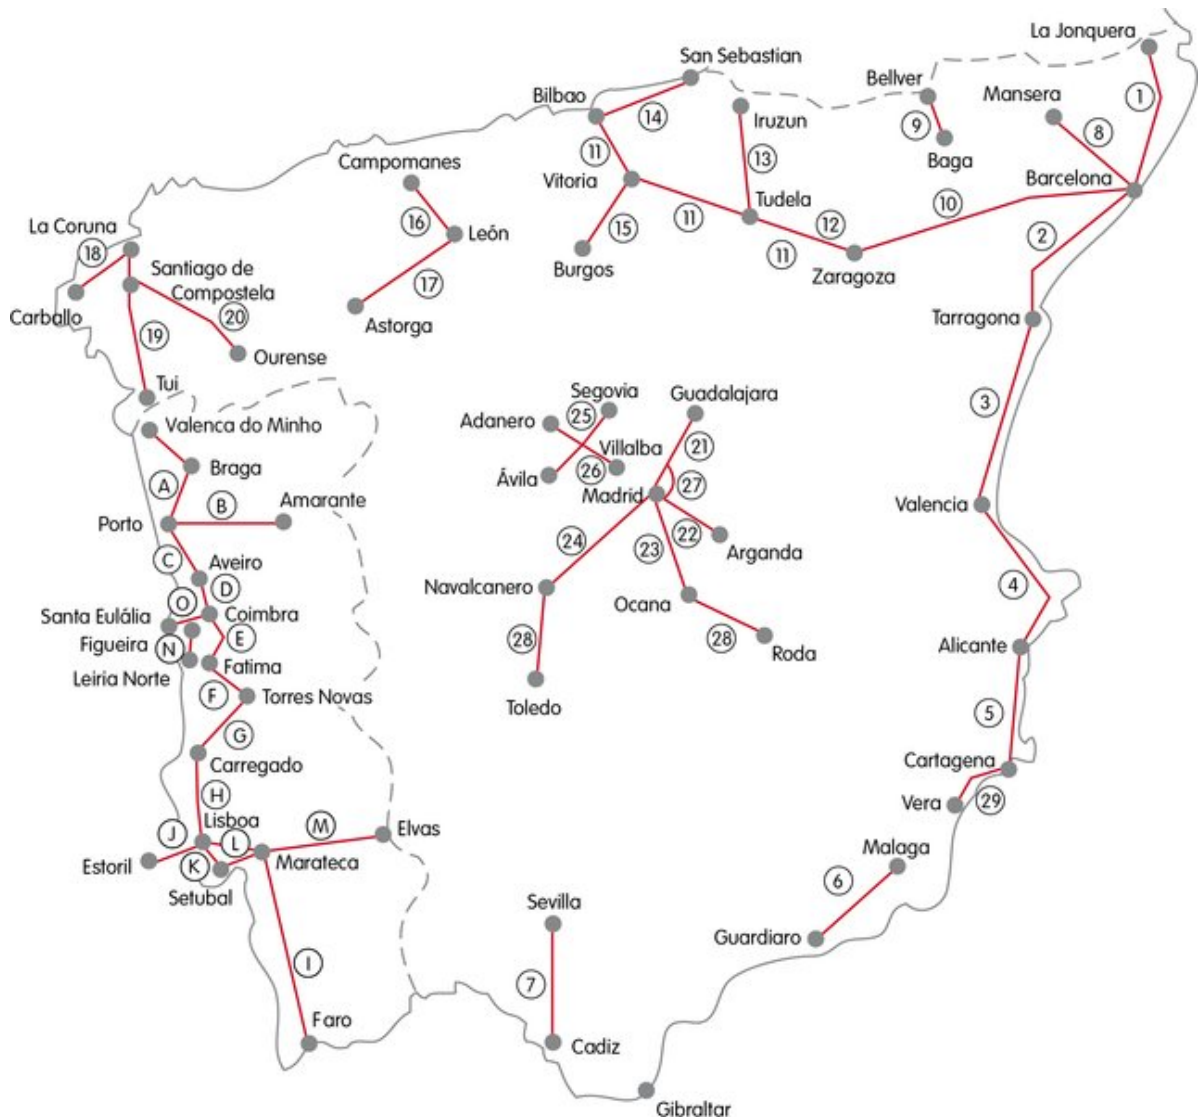 La Jonquera
San Sebastian
Bellver
1
Mansera
Bilbao
14
Iruzun
9
8
Baga
11
13
Campomanes
Vitoria
Barcelona
10
Tudela
16
11
12
2
La Coruna
León
15
18
Burgos
11
Zaragoza
Santiago de
Compostela
17
Carballo
20
Astorga
Tarragona
19
Ourense
Tui
Segovia
Guadalajara
3
Adanero
25
Valenca do Minho
Villalba
21
Braga
Ávila
26
A
27
Madrid
Amarante
B
Valencia
Porto
22
24
23
Arganda
C
Aveiro
D
Navalcanero
4
O
Ocana
Santa Eulália
Coimbra
E
Figueira
N
28
28
Roda
Alicante
Leiria Norte
Fatima
F
Torres Novas
Toledo
5
G
Carregado
Cartagena
H
Vera
29
Lisboa
J
L
M
Elvas
Malaga
Estoril
K
Marateca
6
Setubal
Sevilla
Guardiaro
I
7
Faro
Cadiz
Gibraltar